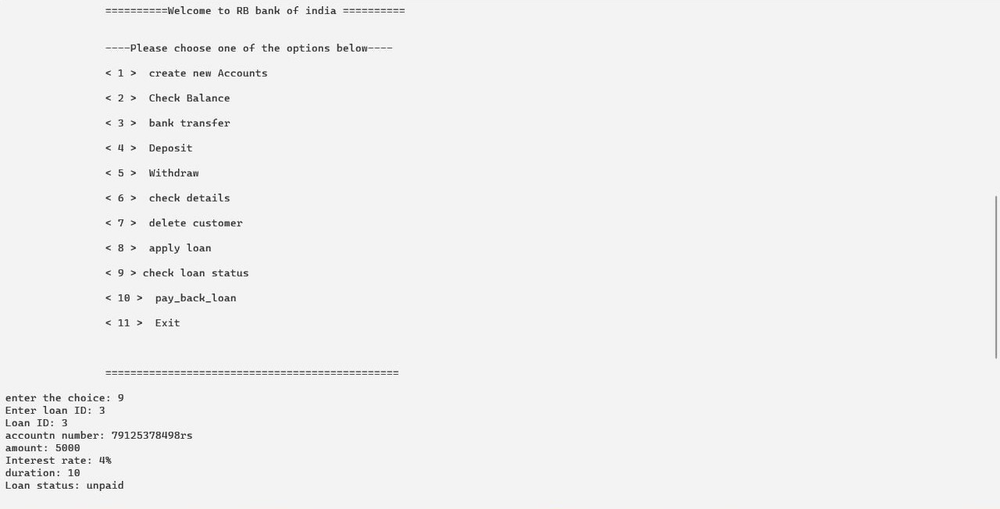 ==========Welcome to RB bank of india ==========
----Please choose one of the options below----
< 1 >  create new Accounts
< 2 >  Check Balance
< 3 >  bank transfer
< 4 >  Deposit
< 5 >  Withdraw
< 6 >  check details
< 7 >  delete customer
< 8 >  apply loan
< 9 > check loan status
< 10 >  pay_back_loan
< 11 >  Exit
===============================================
enter the choice: 9
Enter loan ID: 3
Loan ID: 3
accountn number: 79125378498rs
amount: 5000
Interest rate: 4%
duration: 10
Loan status: unpaid